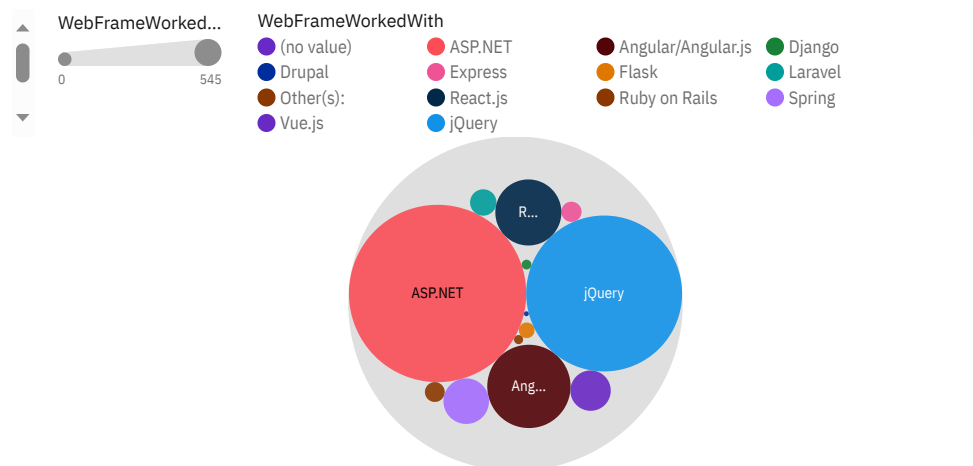 WebFrameWorked...
0 545
WebFrameWorkedWith
(no value) ASP.NET Angular/Angular.js Django
Drupal Express Flask Laravel
Other(s): React.js Ruby on Rails Spring
Vue.js jQuery
R...
ASP.NET jQuery
Ang...